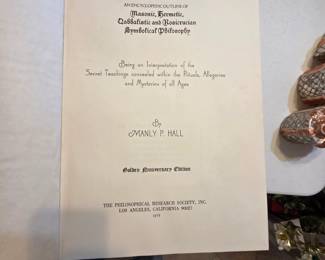 AN ENCYCLOPEDIC OUTLINE OF
Masonic, Hermetic,
Qabbalistic and Rosicrucian
Symbolical Philosophy
Being an Interpretation of the
Secret Teachings concealed within the Rituals, Allegories
and Mysteries of all Ages
By
MANLY P. HALL
Golden Anniversary Edition
THE PHILOSOPHICAL RESEARCH SOCIETY, INC.
LOS ANGELES, CALIFORNIA 90027